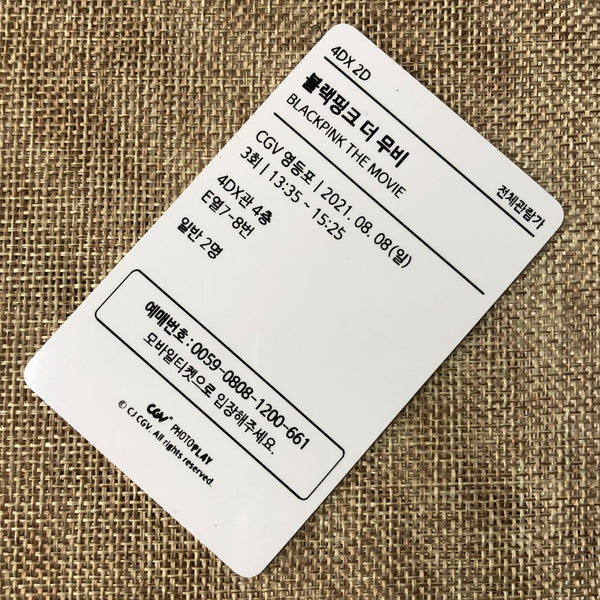 4DX 2D
블랙핑크 더 무비
BLACKPINK THE MOVIE
전체관람가
CGV 영등포 | 2021. 08. 08(일)
3회 | 13:35 ~ 15:25
4DX관 4층
E열7-8번
일반 2명
예매번호 : 0059-0808-1200-661
모바일티켓으로 입장해주세요.
CGV PHOTOPLAY
© CJ CGV. All rights reserved.